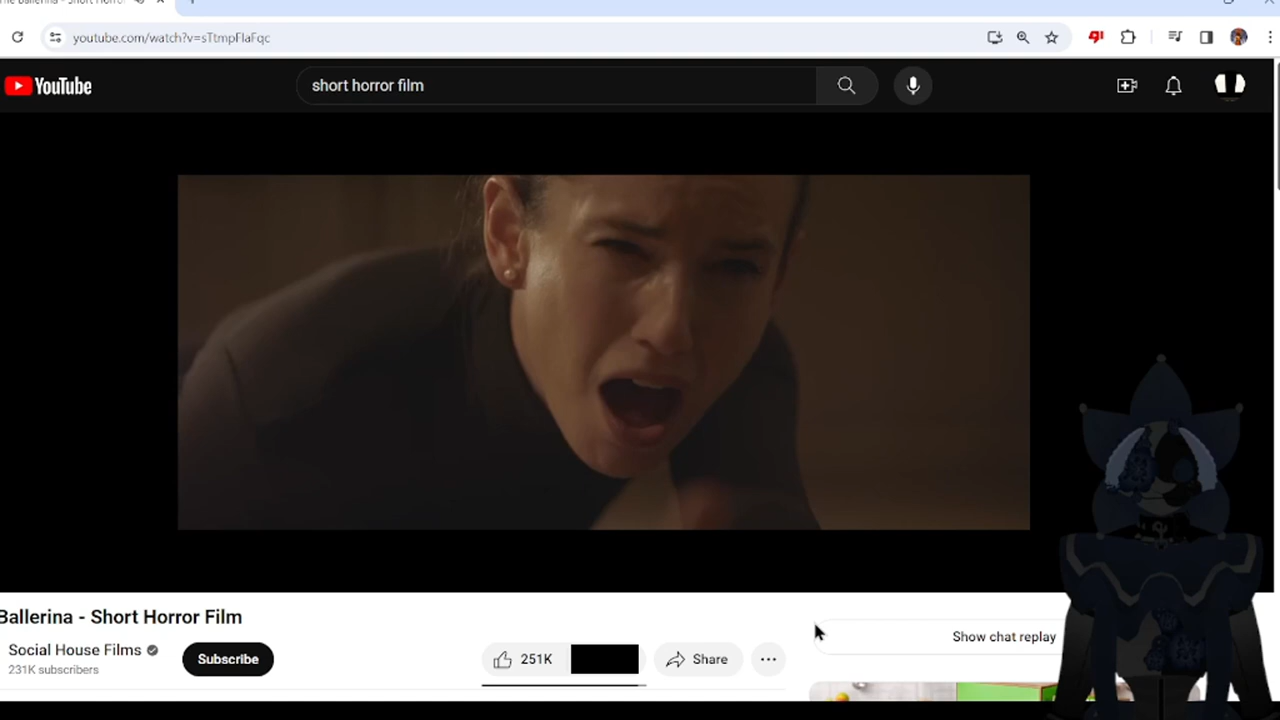 youtube.com/watch?v=sTtmpFlaFqc
YouTube
short horror film
Ballerina - Short Horror Film
Social House Films
231K subscribers
Subscribe
251K
Share
Show chat replay